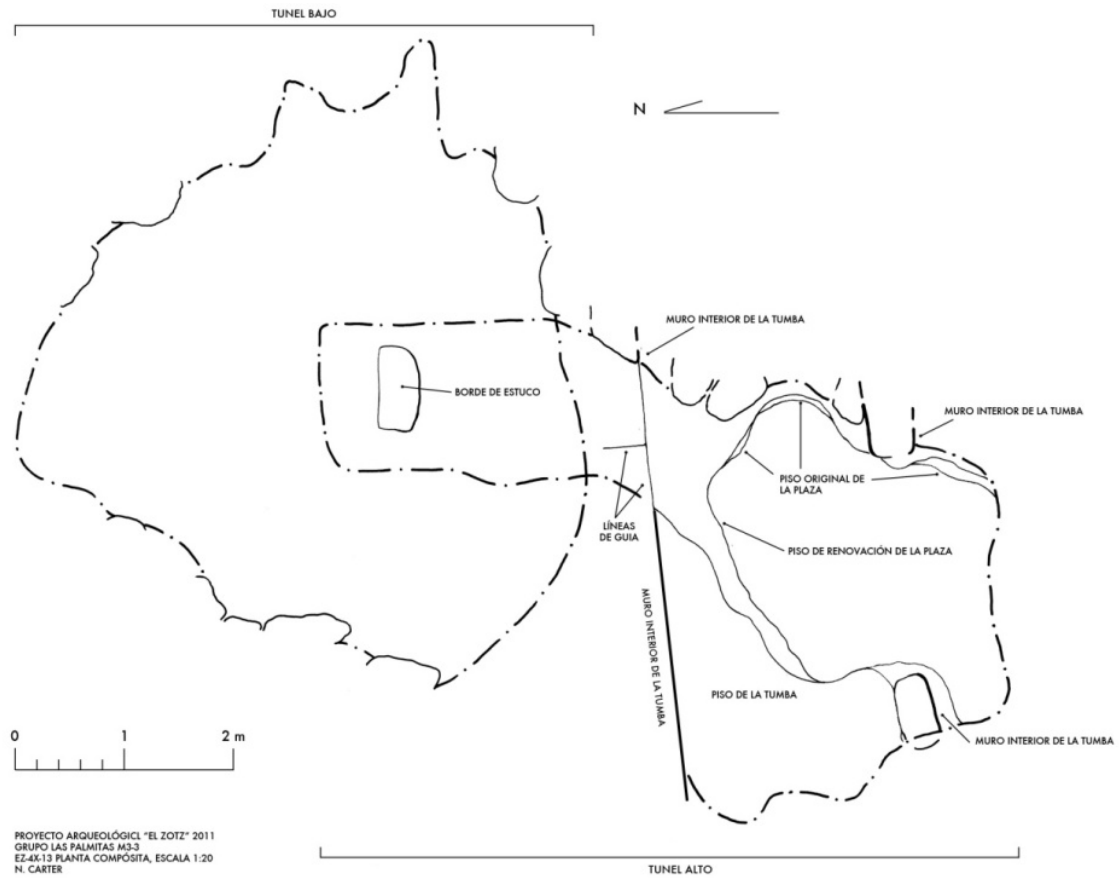 TUNEL BAJO
N
MURO INTERIOR DE LA TUMBA
BORDE DE ESTUCO
MURO INTERIOR DE LA TUMBA
PISO ORIGINAL DE
LA PLAZA
LÍNEAS
DE GUIA
PISO DE RENOVACIÓN DE LA PLAZA
MURO INTERIOR DE LA TUMBA
PISO DE LA TUMBA
MURO INTERIOR DE LA TUMBA
0 1 2 m
PROYECTO ARQUEOLÓGICL "EL ZOTZ" 2011
GRUPO LAS PALMITAS M3-3
EZ-4X-13 PLANTA COMPÓSITA, ESCALA 1:20
N. CARTER
TUNEL ALTO